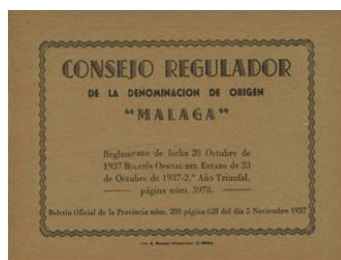 CONSEJO REGULADOR
DE LA DENOMINACION DE ORIGEN
"MALAGA"
Reglamento de fecha 20 Octubre de
1937 BOLETÍN OFICIAL DEL ESTADO de 23
de Octubre de 1937-2.º Año Triunfal,
página núm. 3978.
Boletín Oficial de la Provincia núm. 200 página 628 del día 5 Noviembre 1937